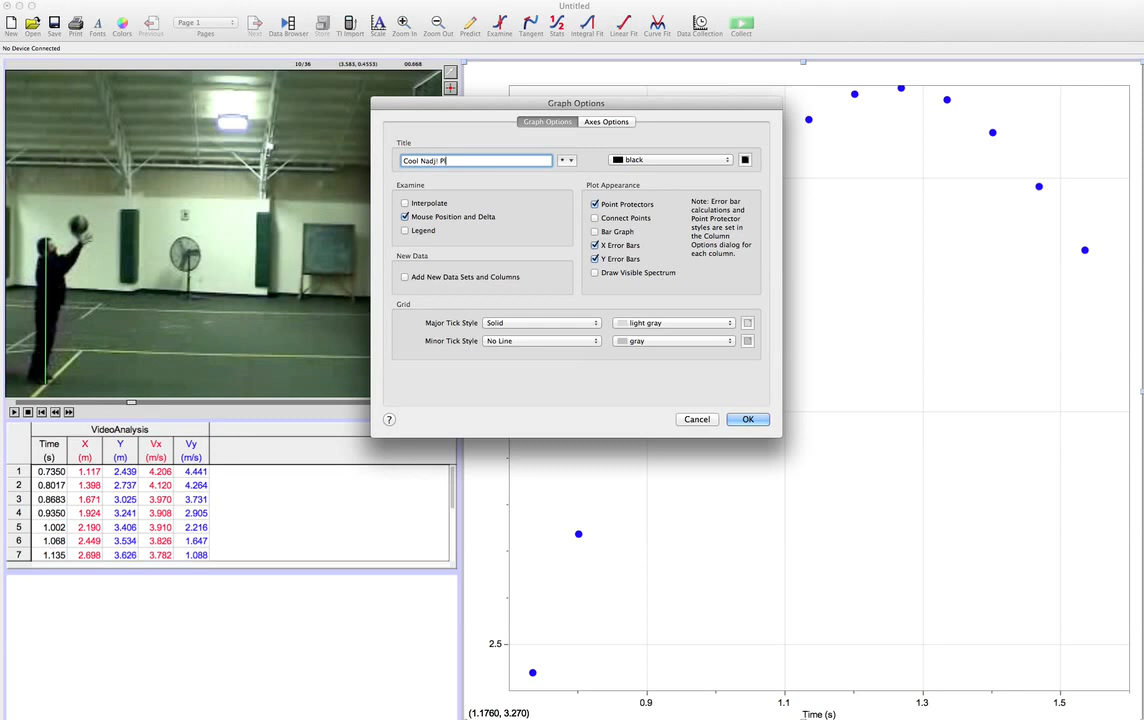 Untitled
New Open Save Print Fonts Colors Previous Page 1 Pages Next Data Browser Store TI Import Scale Zoom In Zoom Out Predict Examine Tangent Stats Integral Fit Linear Fit Curve Fit Data Collection Collect
No Device Connected
10/36 (3.583, 0.4553) 00.668
Graph Options
Graph Options Axes Options
Title
Cool Nadj! Pl
black
Examine
Interpolate
Mouse Position and Delta
Legend
New Data
Add New Data Sets and Columns
Plot Appearance
Point Protectors
Connect Points
Bar Graph
X Error Bars
Y Error Bars
Draw Visible Spectrum
Note: Error bar
calculations and
Point Protector
styles are set in
the Column
Options dialog for
each column.
Grid
Major Tick Style Solid light gray
Minor Tick Style No Line gray
? Cancel OK
VideoAnalysis
Time X Y Vx Vy
(s) (m) (m) (m/s) (m/s)
1 0.7350 1.117 2.439 4.206 4.441
2 0.8017 1.398 2.737 4.120 4.264
3 0.8683 1.671 3.025 3.970 3.731
4 0.9350 1.924 3.241 3.908 2.905
5 1.002 2.190 3.406 3.910 2.216
6 1.068 2.449 3.534 3.826 1.647
7 1.135 2.698 3.626 3.782 1.088
2.5
0.9 1.1 1.3 1.5
(1.1760, 3.270) Time (s)